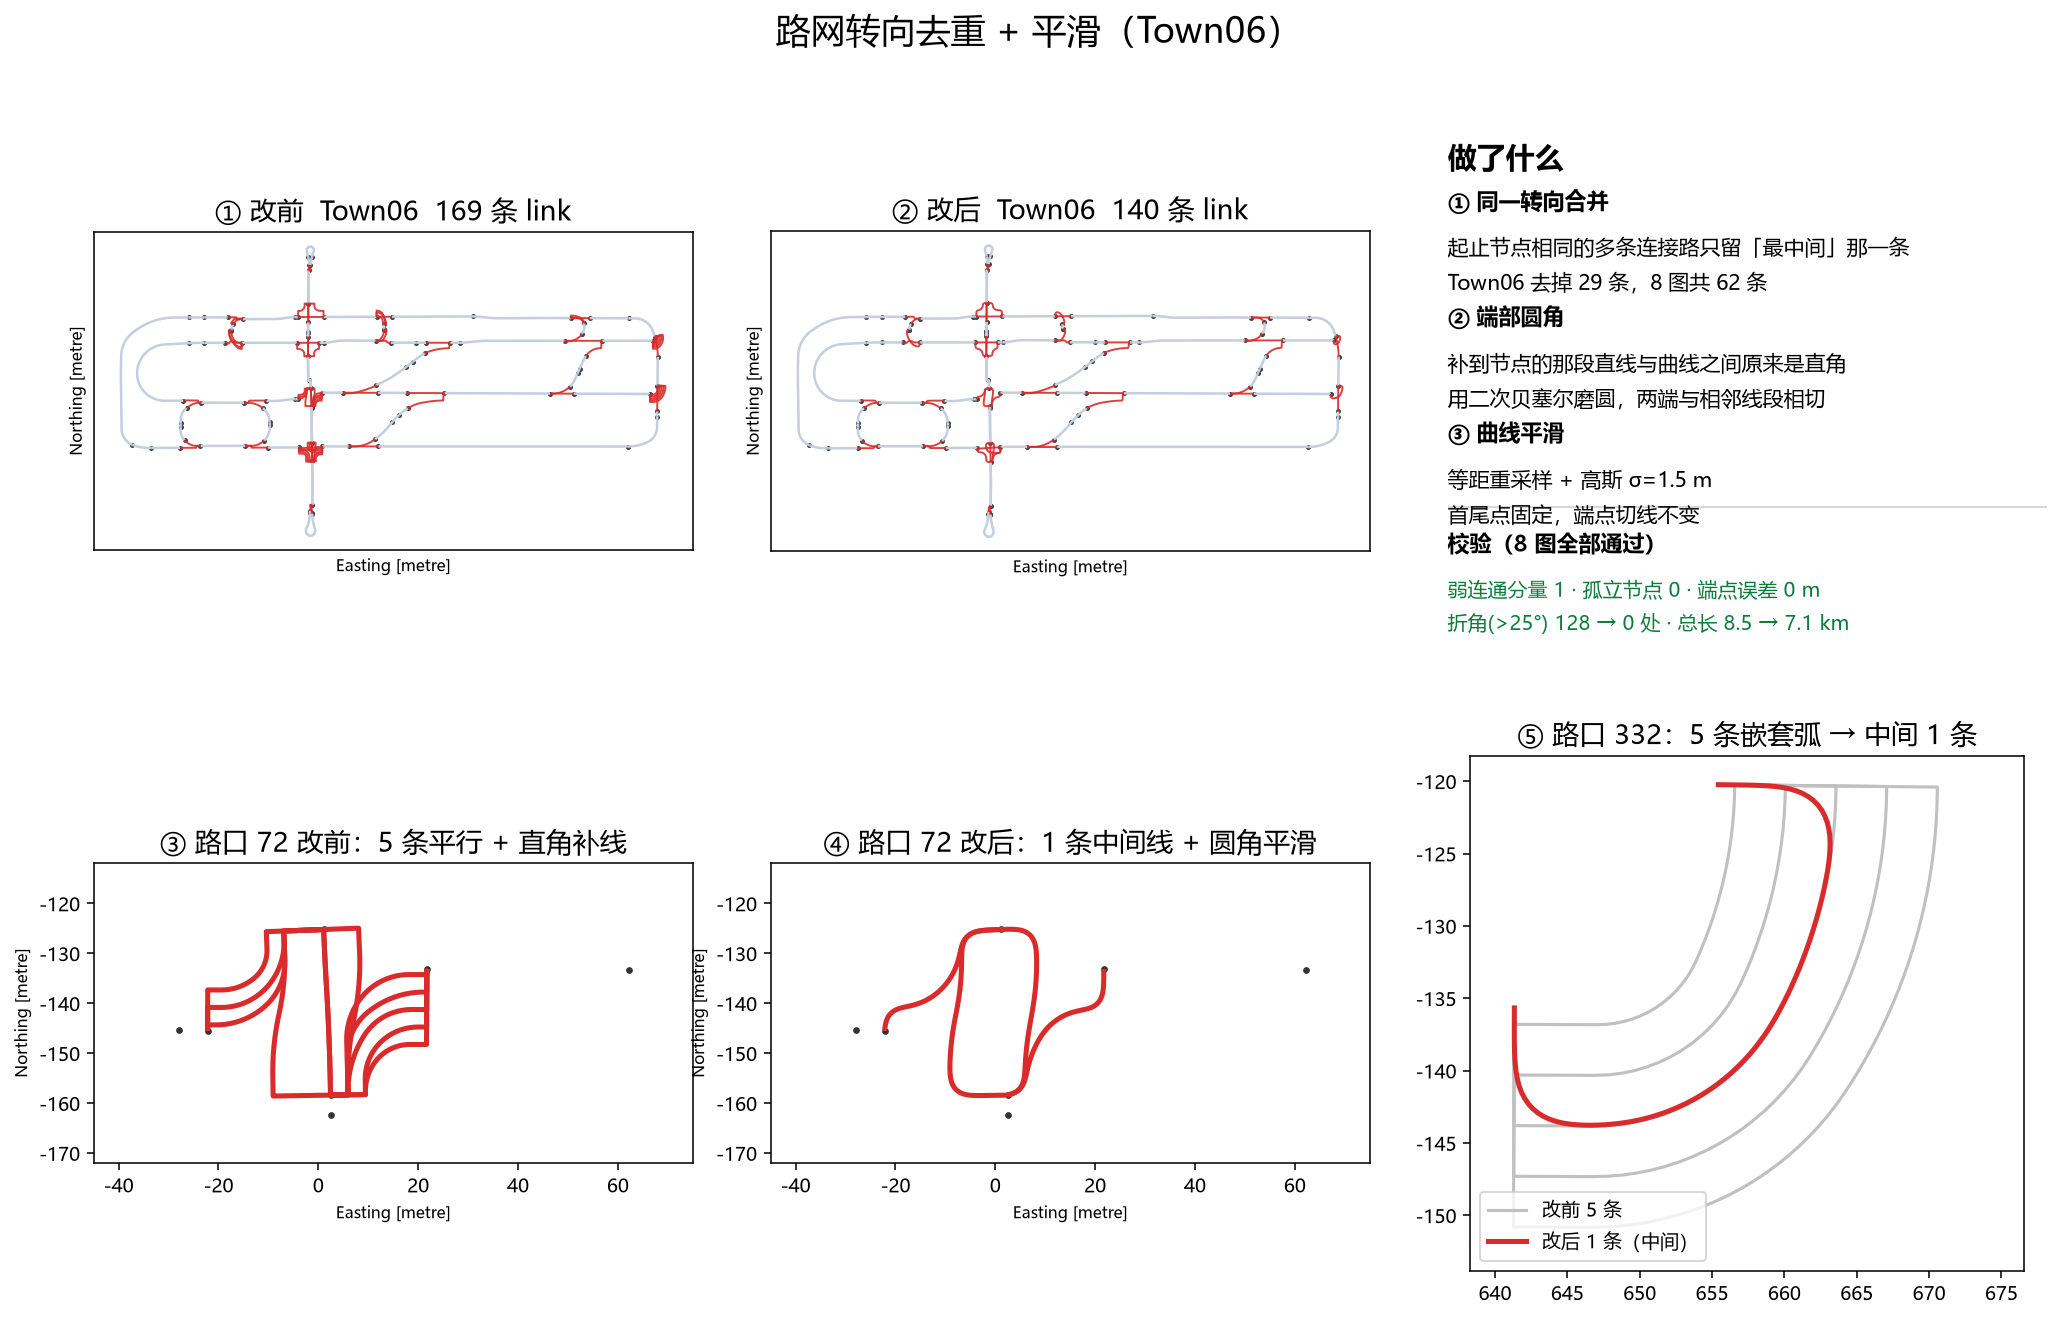 路网转向去重 + 平滑（Town06）
① 改前  Town06  169 条 link
Northing [metre]
Easting [metre]
② 改后  Town06  140 条 link
Northing [metre]
Easting [metre]
做了什么
① 同一转向合并
起止节点相同的多条连接路只留「最中间」那一条
Town06 去掉 29 条，8 图共 62 条
② 端部圆角
补到节点的那段直线与曲线之间原来是直角
用二次贝塞尔磨圆，两端与相邻线段相切
③ 曲线平滑
等距重采样 + 高斯 σ=1.5 m
首尾点固定，端点切线不变
校验（8 图全部通过）
弱连通分量 1 · 孤立节点 0 · 端点误差 0 m
折角(>25°) 128 → 0 处 · 总长 8.5 → 7.1 km
③ 路口 72 改前：5 条平行 + 直角补线
-120
-130
-140
-150
-160
-170
Northing [metre]
-40
-20
0
20
40
60
Easting [metre]
④ 路口 72 改后：1 条中间线 + 圆角平滑
-120
-130
-140
-150
-160
-170
Northing [metre]
-40
-20
0
20
40
60
Easting [metre]
⑤ 路口 332：5 条嵌套弧 → 中间 1 条
-120
-125
-130
-135
-140
-145
-150
改前 5 条
改后 1 条（中间）
640
645
650
655
660
665
670
675